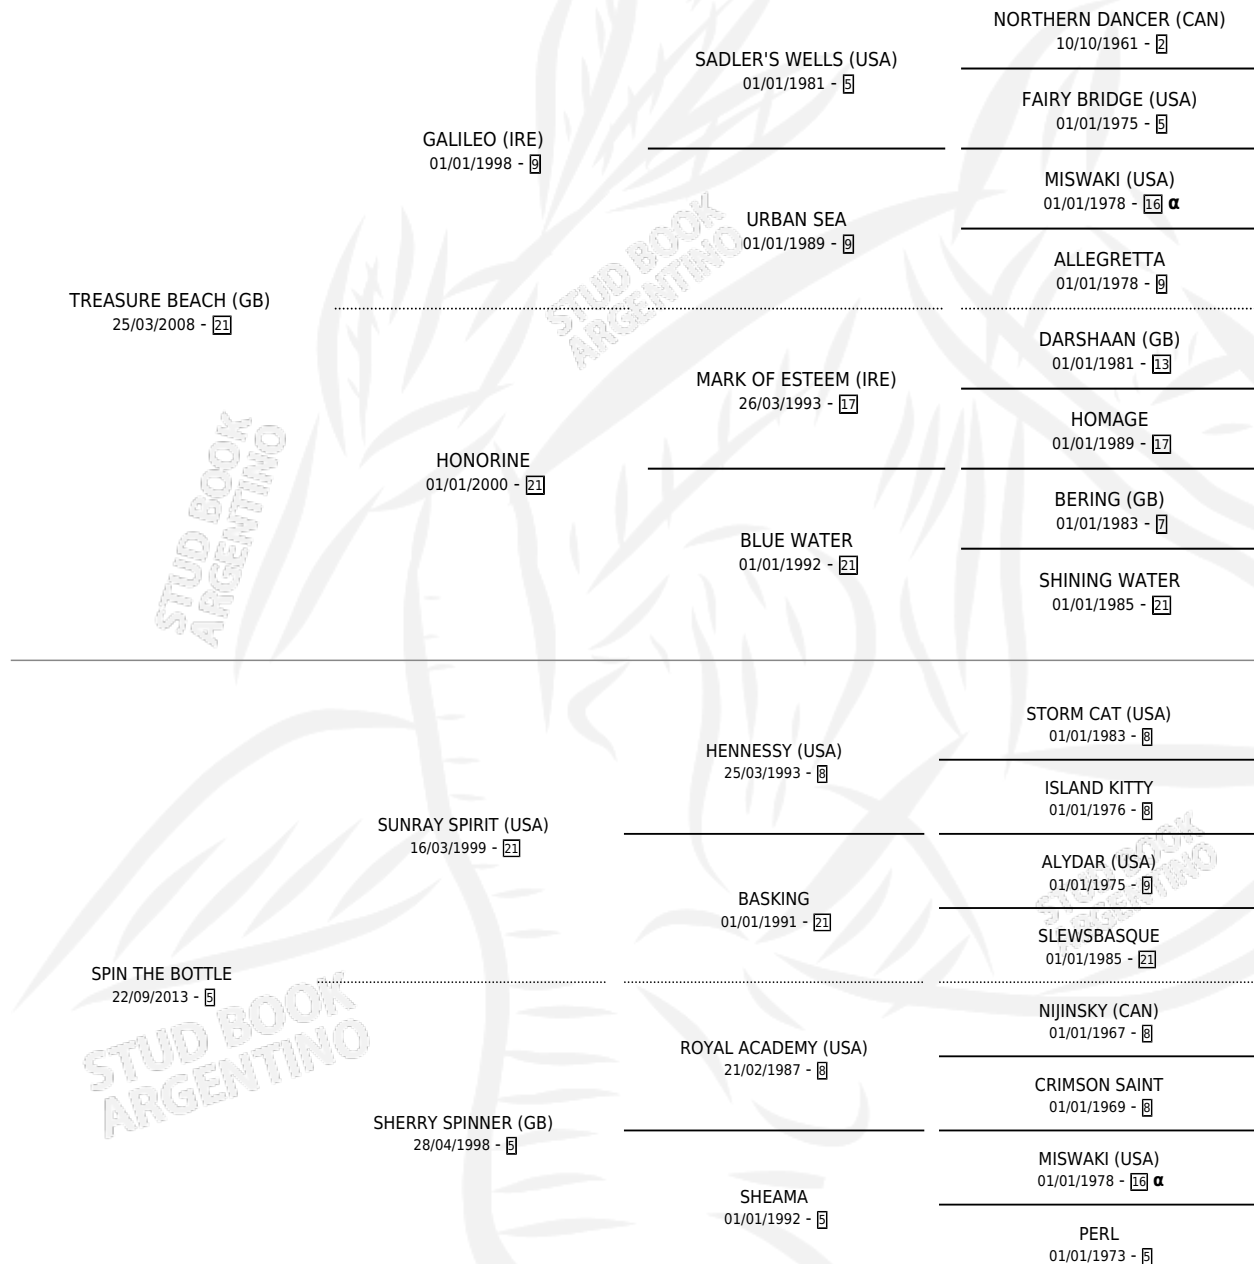 NORTHERN DANCER (CAN)
10/10/1961 - 2
SADLER'S WELLS (USA)
01/01/1981 - 5
FAIRY BRIDGE (USA)
01/01/1975 - 5
GALILEO (IRE)
01/01/1998 - 9
MISWAKI (USA)
01/01/1978 - 16 α
URBAN SEA
01/01/1989 - 9
ALLEGRETTA
01/01/1978 - 9
TREASURE BEACH (GB)
25/03/2008 - 21
DARSHAAN (GB)
01/01/1981 - 13
MARK OF ESTEEM (IRE)
26/03/1993 - 17
HOMAGE
01/01/1989 - 17
HONORINE
01/01/2000 - 21
BERING (GB)
01/01/1983 - 7
BLUE WATER
01/01/1992 - 21
SHINING WATER
01/01/1985 - 21
STORM CAT (USA)
01/01/1983 - 8
HENNESSY (USA)
25/03/1993 - 8
ISLAND KITTY
01/01/1976 - 8
SUNRAY SPIRIT (USA)
16/03/1999 - 21
ALYDAR (USA)
01/01/1975 - 9
BASKING
01/01/1991 - 21
SLEWSBASQUE
01/01/1985 - 21
SPIN THE BOTTLE
22/09/2013 - 5
NIJINSKY (CAN)
01/01/1967 - 8
ROYAL ACADEMY (USA)
21/02/1987 - 8
CRIMSON SAINT
01/01/1969 - 8
SHERRY SPINNER (GB)
28/04/1998 - 5
MISWAKI (USA)
01/01/1978 - 16 α
SHEAMA
01/01/1992 - 5
PERL
01/01/1973 - 5
STUD BOOK
ARGENTINO
STUD BOOK
ARGENTINO
STUD BOOK
ARGENTINO
STUD BOOK
ARGENTINO